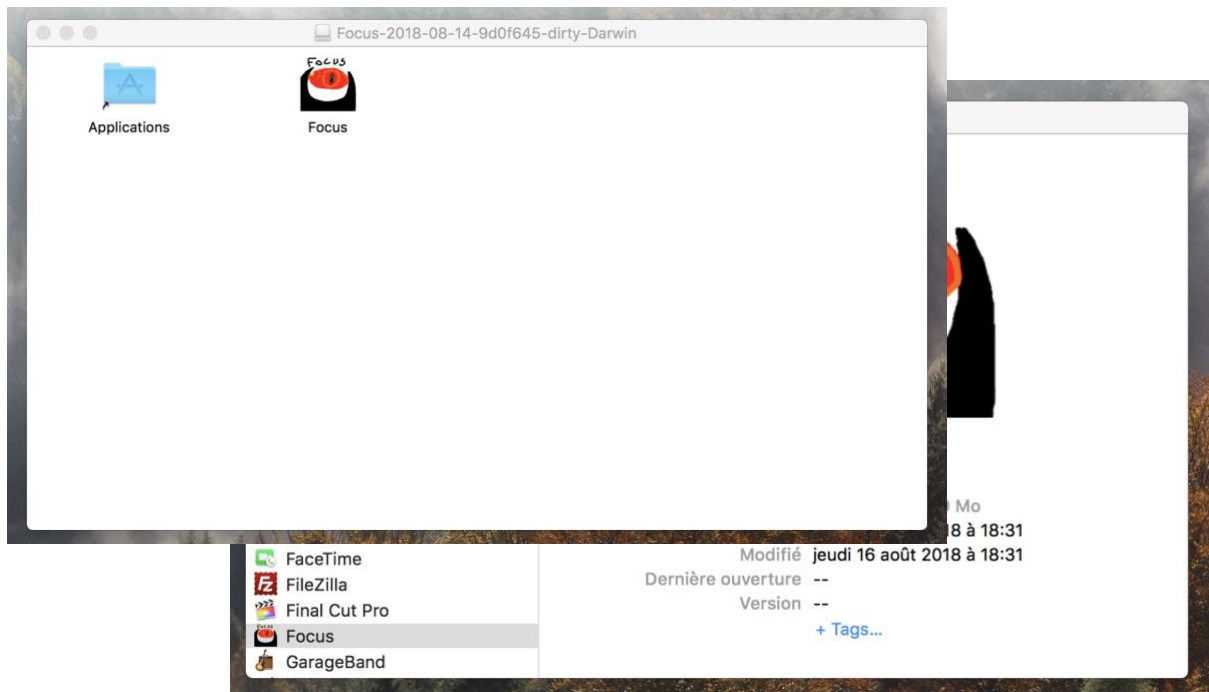 Focus-2018-08-14-9d0f645-dirty-Darwin
FOCUS
Applications
Focus
Mo
18 à 18:31
FaceTime
Modifié jeudi 16 août 2018 à 18:31
FileZilla
Dernière ouverture --
Final Cut Pro
Version --
Focus
+ Tags...
GarageBand